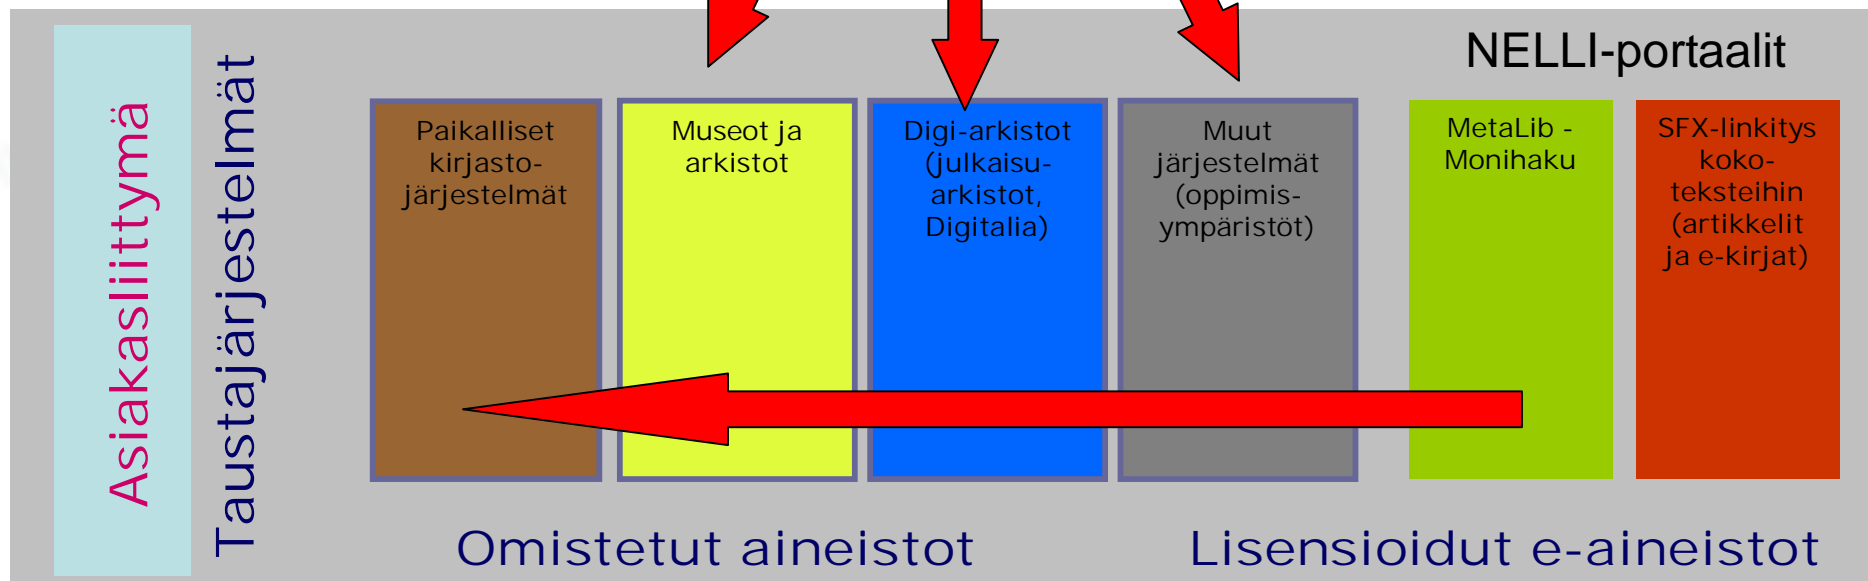 Asiakasliittymä
Taustajärjestelmät
NELLI-portaalit
Paikalliset
kirjasto-
järjestelmät
Museot ja
arkistot
Digi-arkistot
(julkaisu-
arkistot,
Digitalia)
Muut
järjestelmät
(oppimis-
ympäristöt)
MetaLib -
Monihaku
SFX-linkitys
koko-
teksteihin
(artikkelit
ja e-kirjat)
Omistetut aineistot
Lisensioidut e-aineistot